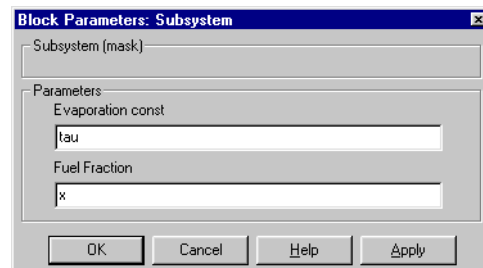 Block Parameters: Subsystem
Subsystem (mask)
Parameters
Evaporation const
tau
Fuel Fraction
x
OK Cancel Help Apply